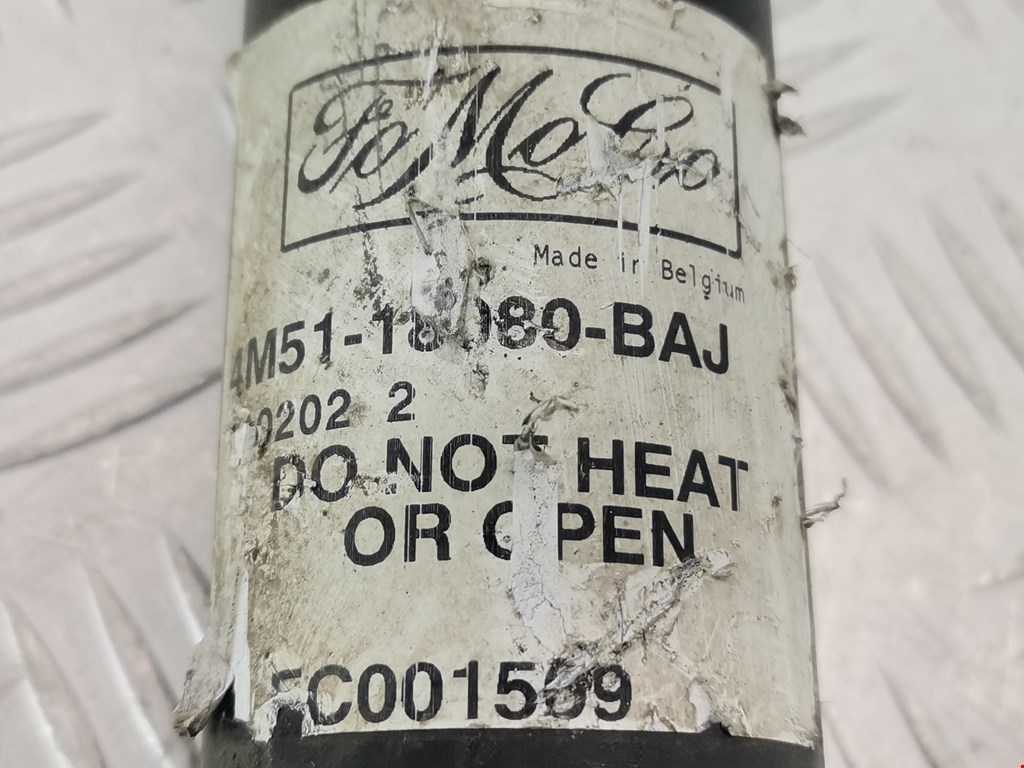 FoMoCo
Made in Belgium
4M51-18080-BAJ
0202 2
DO NOT HEAT
OR OPEN